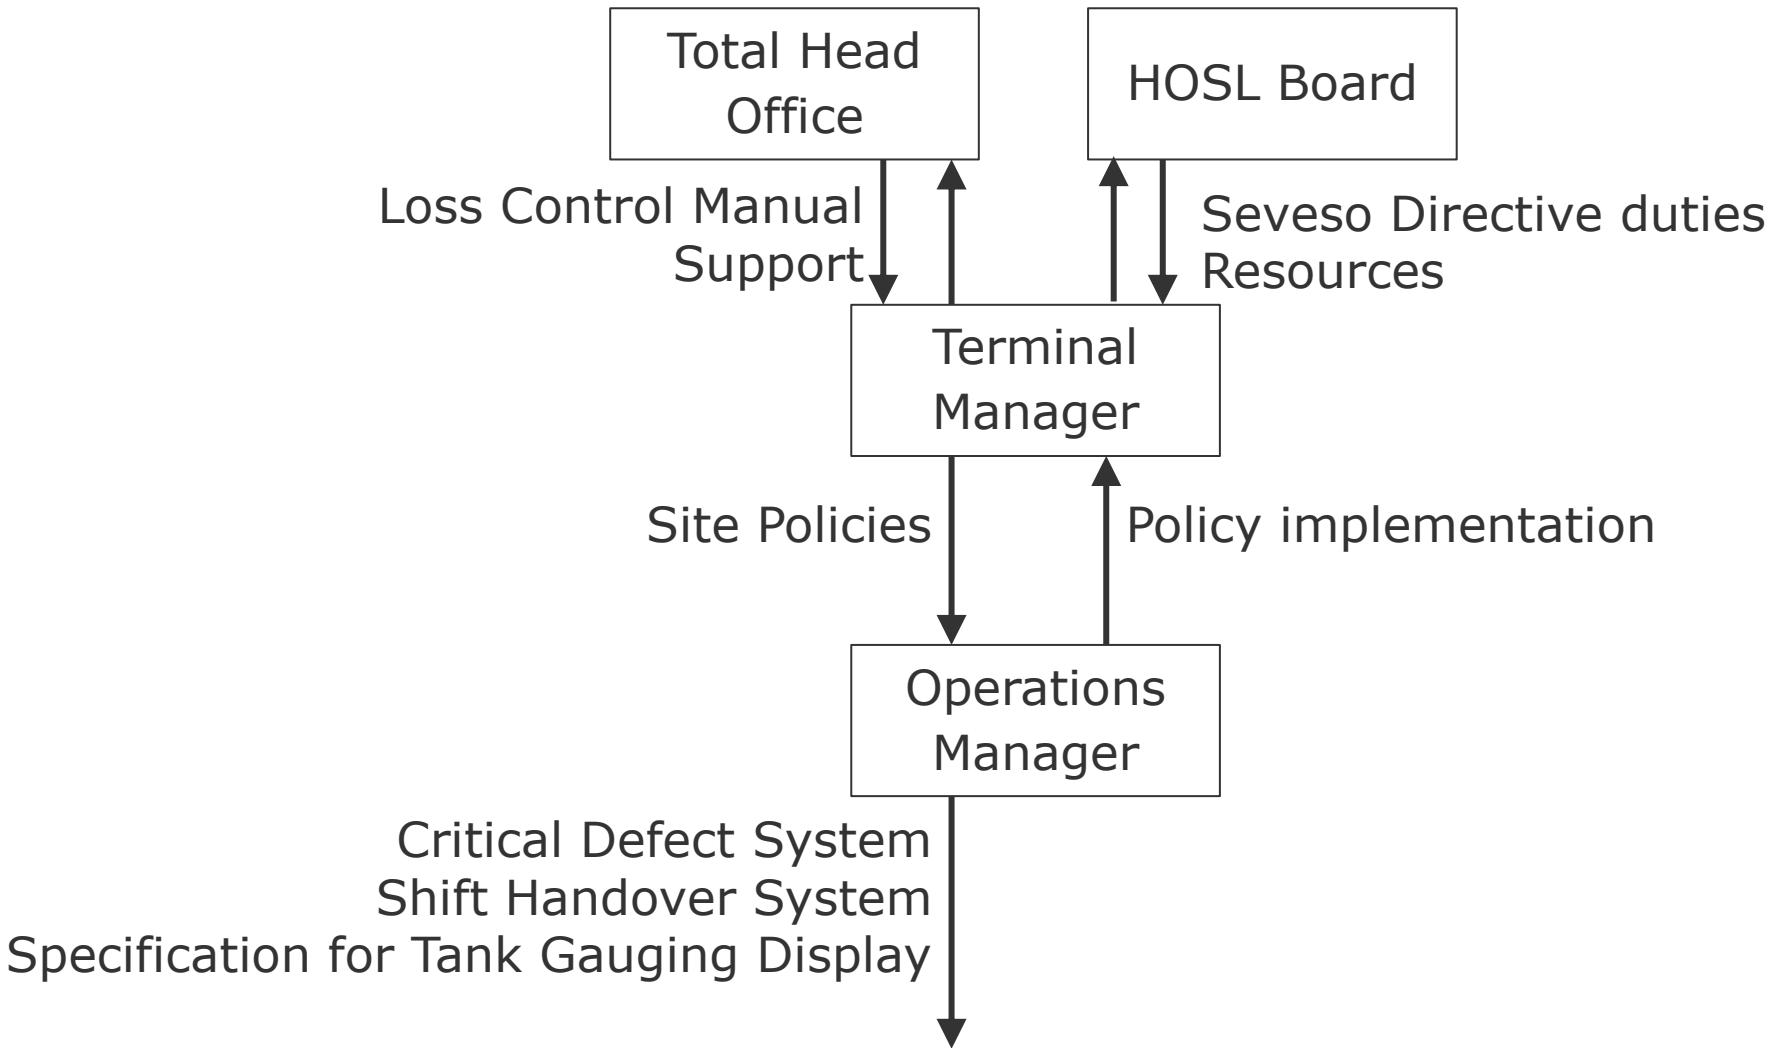 Total Head
Office
HOSL Board
Loss Control Manual
Support
Seveso Directive duties
Resources
Terminal
Manager
Site Policies
Policy implementation
Operations
Manager
Critical Defect System
Shift Handover System
Specification for Tank Gauging Display